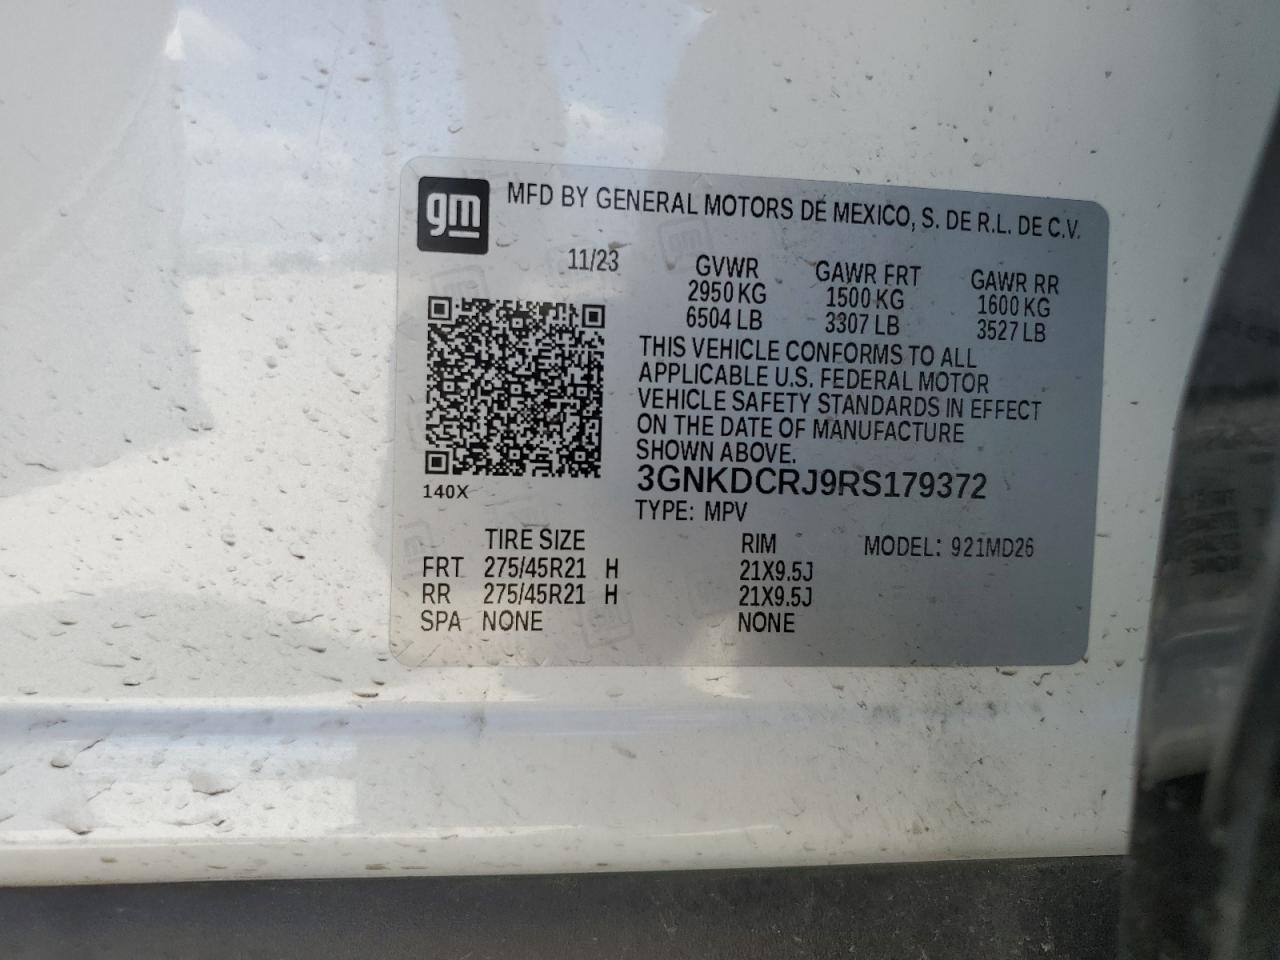 gm
MFD BY GENERAL MOTORS DE MEXICO, S. DE R.L. DE C.V.
11/23 GVWR GAWR FRT GAWR RR
2950 KG 1500 KG 1600 KG
6504 LB 3307 LB 3527 LB
THIS VEHICLE CONFORMS TO ALL
APPLICABLE U.S. FEDERAL MOTOR
VEHICLE SAFETY STANDARDS IN EFFECT
ON THE DATE OF MANUFACTURE
SHOWN ABOVE.
3GNKDCRJ9RS179372
140X
TYPE: MPV
TIRE SIZE RIM MODEL: 921MD26
FRT 275/45R21 H 21X9.5J
RR 275/45R21 H 21X9.5J
SPA NONE NONE